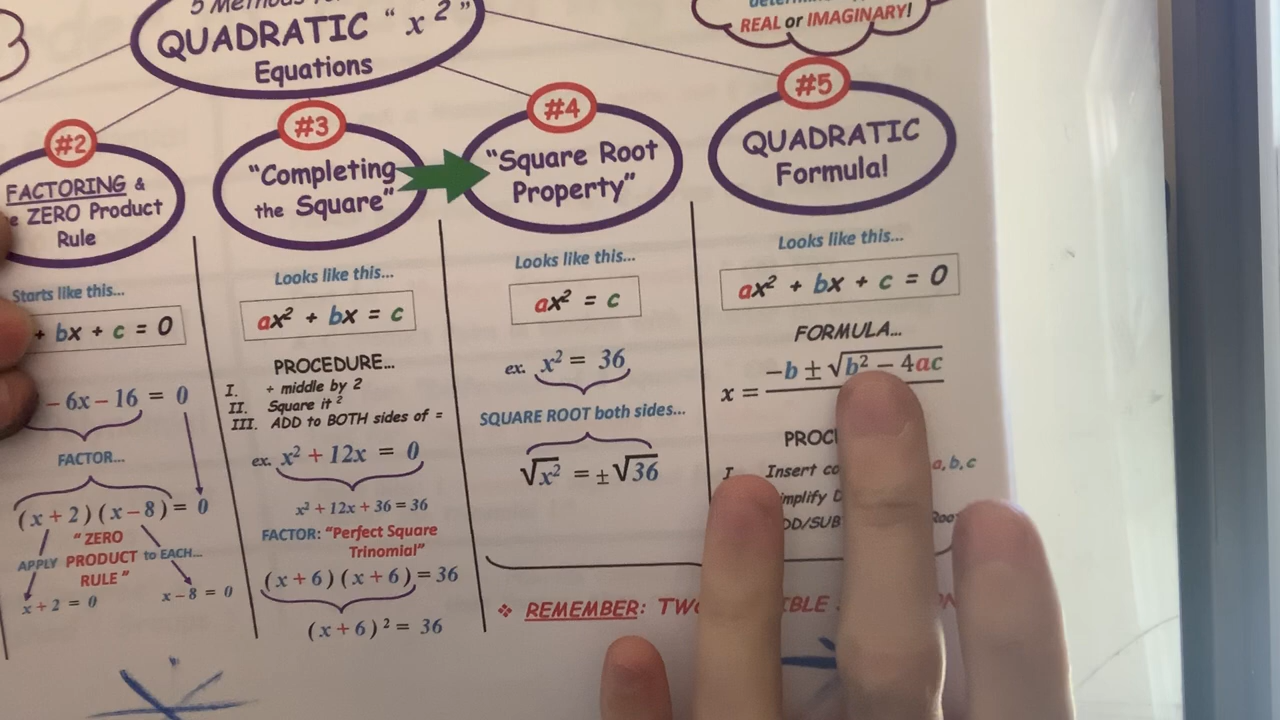 5 Methods
QUADRATIC “ x² ”
Equations
REAL or IMAGINARY!
#2
FACTORING &
ZERO Product
Rule
Starts like this...
+ bx + c = 0
- 6x - 16 = 0
FACTOR...
(x+2)(x-8) = 0
“ZERO
APPLY PRODUCT to EACH...
RULE”
x+2 = 0 x-8 = 0
#3
“Completing
the Square”
Looks like this...
ax² + bx = c
PROCEDURE...
I. ÷ middle by 2
II. Square it ²
III. ADD to BOTH sides of =
ex. x² + 12x = 0
x² + 12x + 36 = 36
FACTOR: “Perfect Square
Trinomial”
(x+6)(x+6) = 36
(x+6)² = 36
#4
“Square Root
Property”
Looks like this...
ax² = c
ex. x² = 36
SQUARE ROOT both sides...
√x² = ±√36
#5
QUADRATIC
Formula!
Looks like this...
ax² + bx + c = 0
FORMULA...
x = -b ± √b² - 4ac
I. Insert a,b,c
❖ REMEMBER: